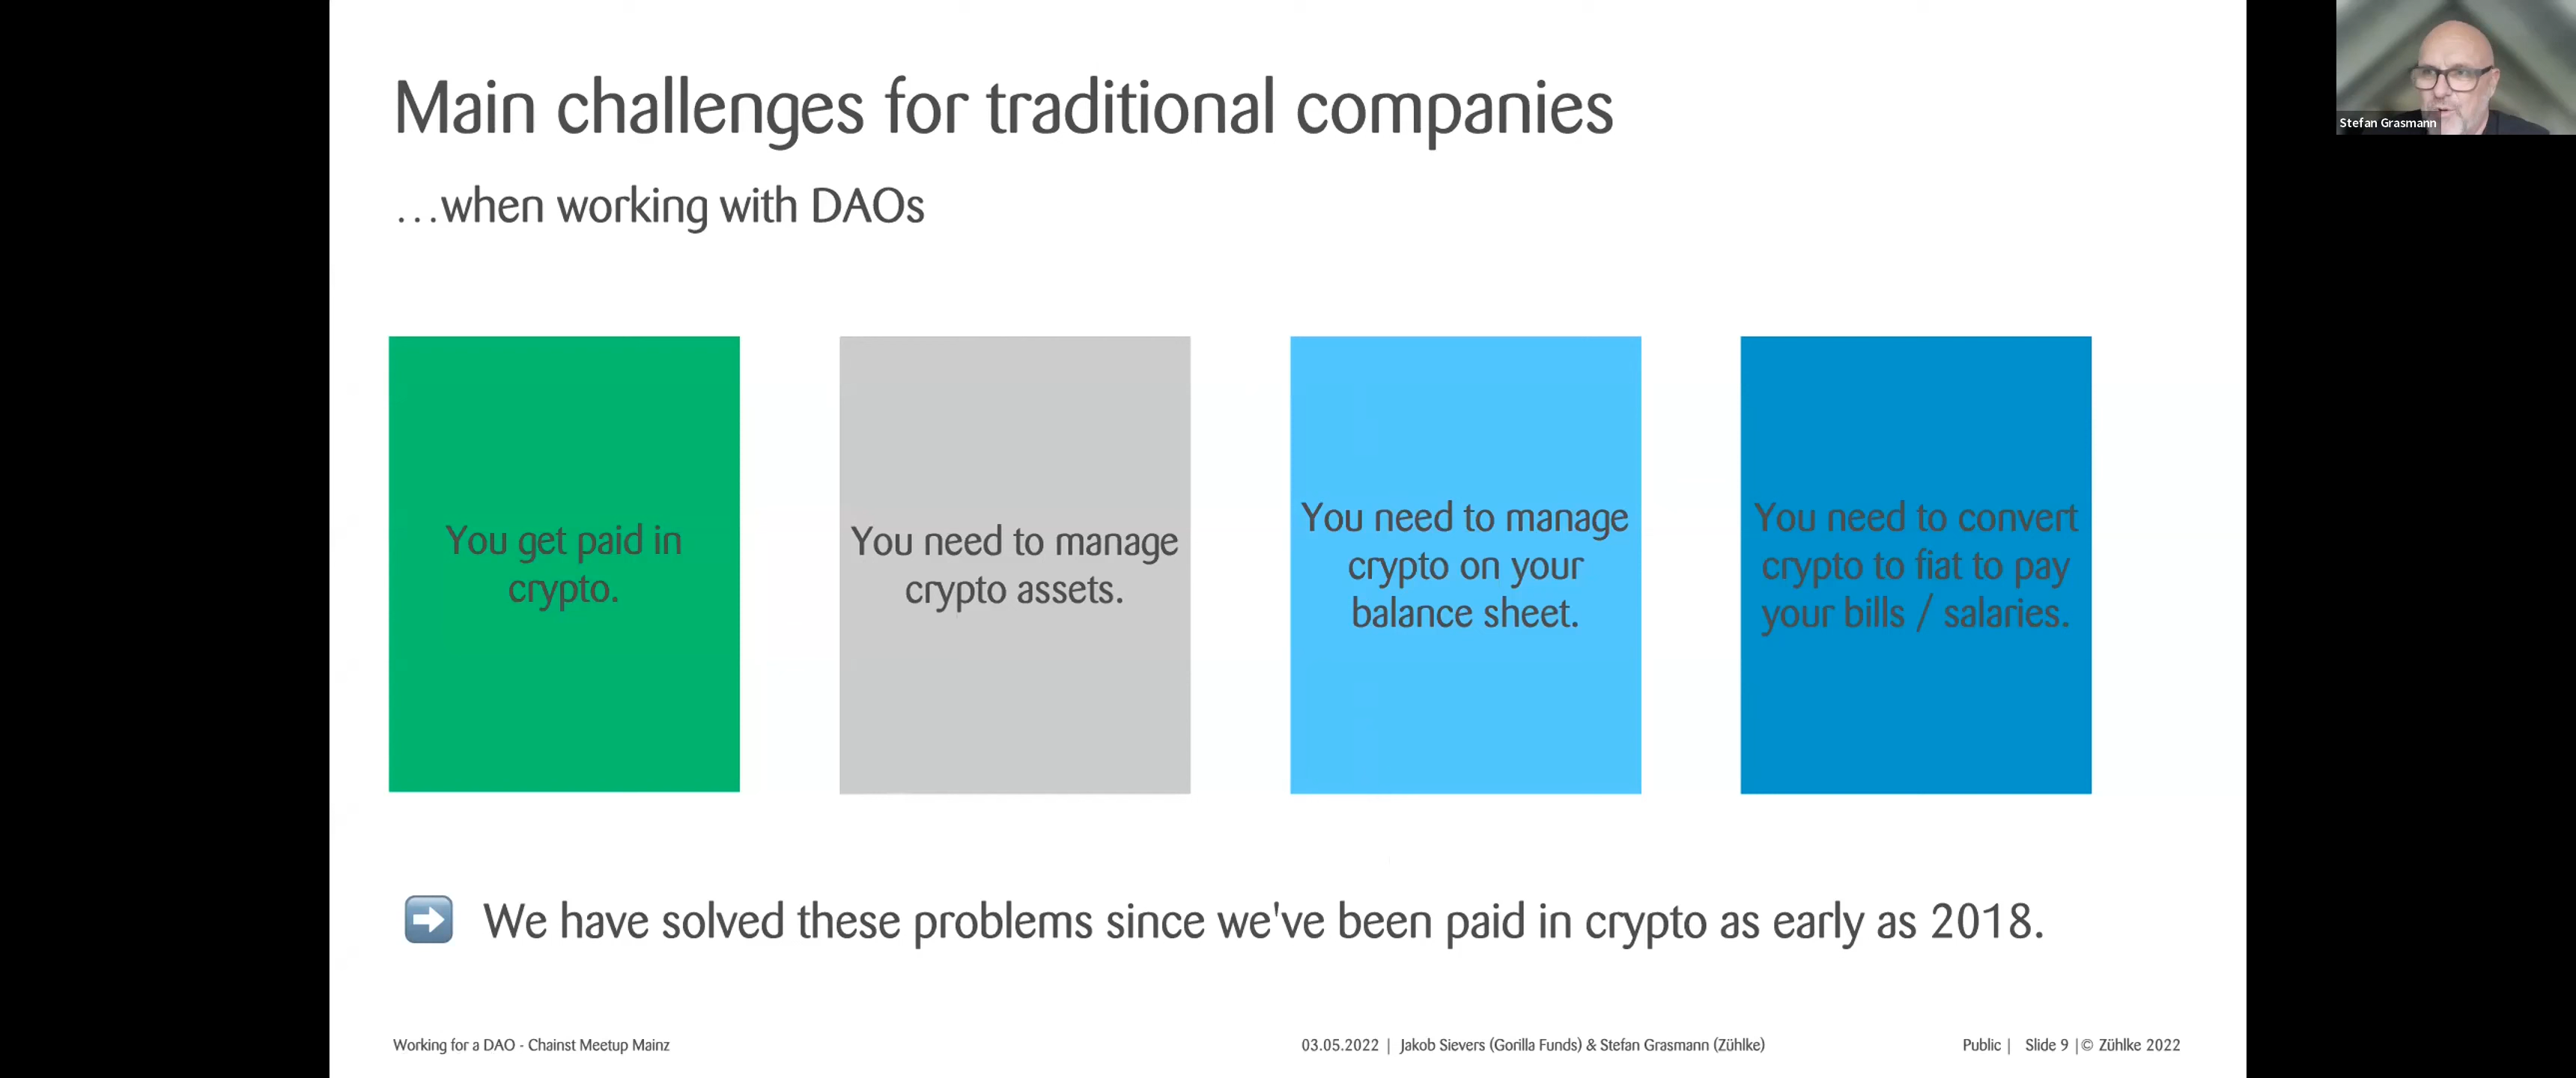 Main challenges for traditional companies
…when working with DAOs
You get paid in
crypto.
You need to manage
crypto assets.
You need to manage
crypto on your
balance sheet.
You need to convert
crypto to fiat to pay
your bills / salaries.
➡ We have solved these problems since we've been paid in crypto as early as 2018.
Working for a DAO - Chainst Meetup Mainz
03.05.2022 | Jakob Sievers (Gorilla Funds) & Stefan Grasmann (Zühlke)
Public | Slide 9 | © Zühlke 2022
Stefan Grasmann